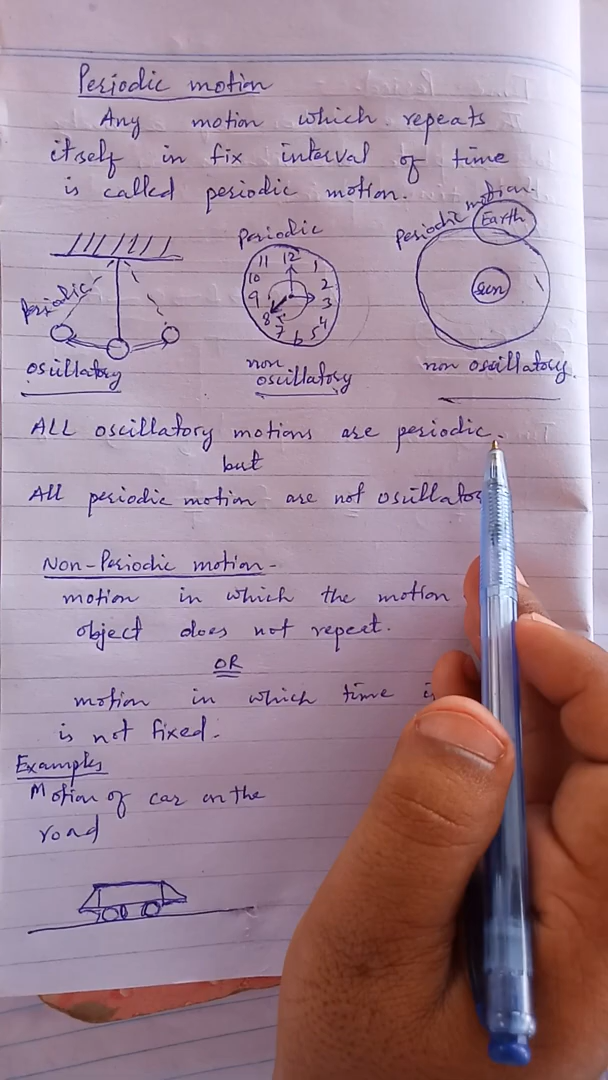 Periodic motion
Any motion which repeats
itself in fix interval of time
is called periodic motion.
Periodic
oscillatory
Periodic
11 12 1
10 2
9 3
8 7 5 6 5 4
non
oscillatory
Periodic motion.
Earth
sun
non oscillatory.
ALL oscillatory motions are periodic.
but
All periodic motion are not
Non-Periodic motion-
motion in which the motion
object does not repeat.
OR
motion in which time
is not fixed.
Examples
Motion of car on the
road